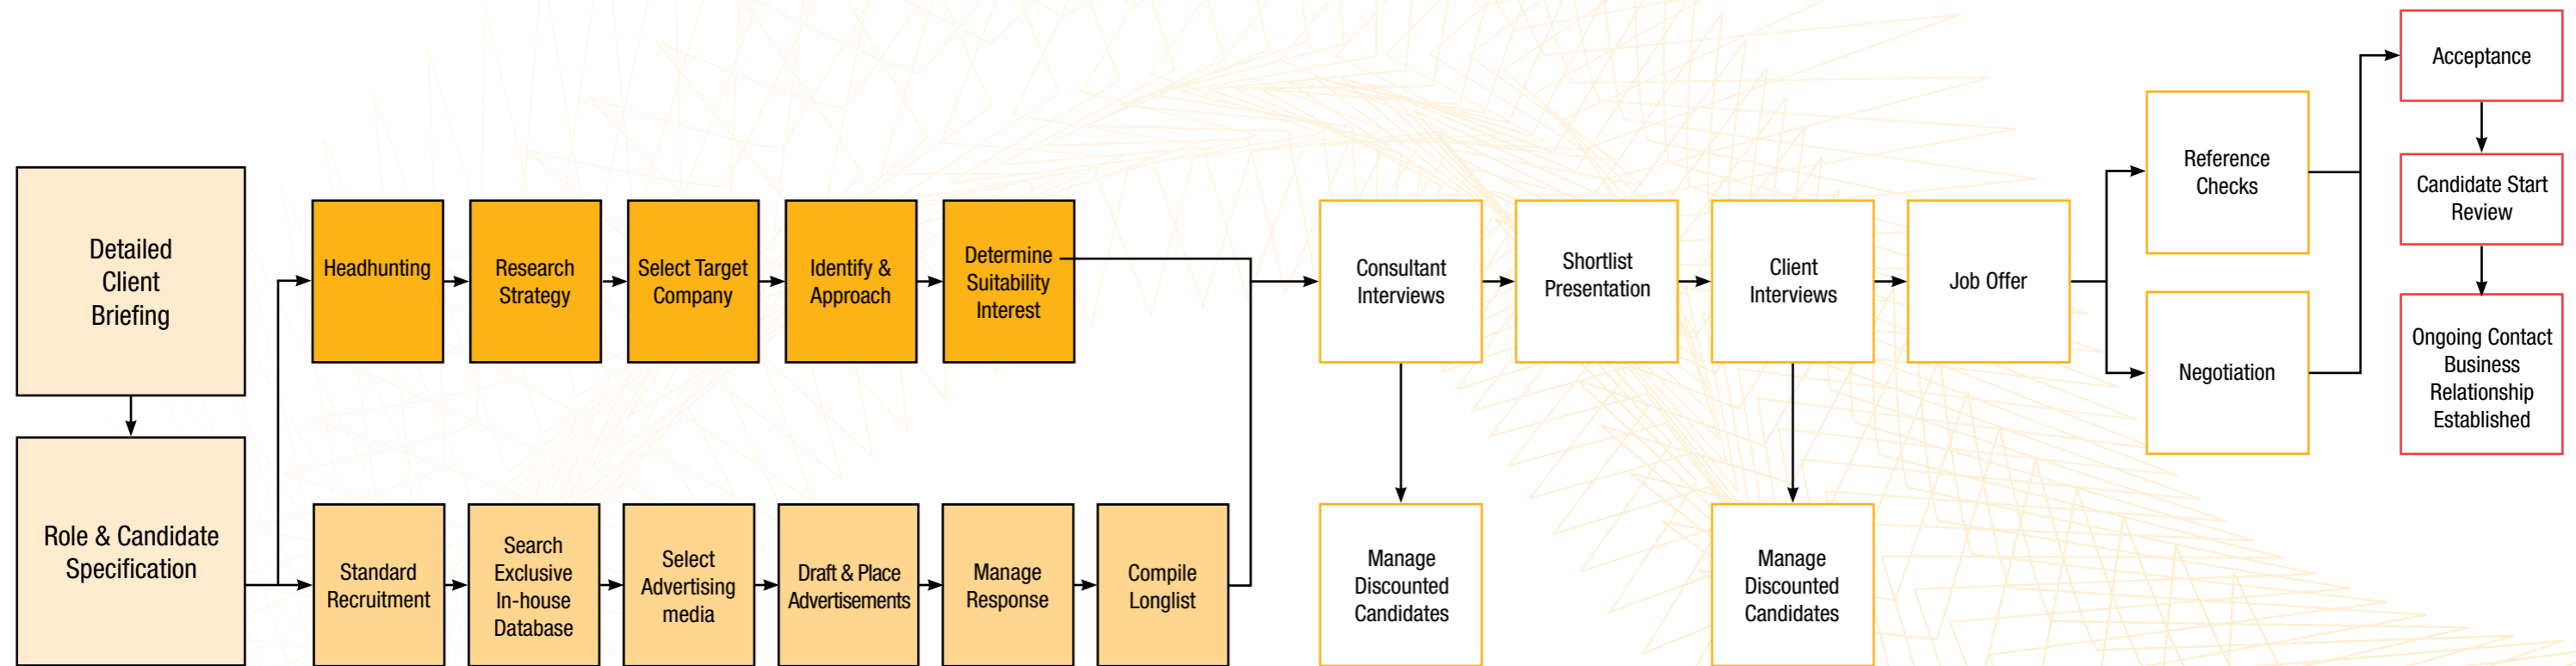 Detailed
Client
Briefing
Role & Candidate
Specification
Headhunting
Research
Strategy
Select Target
Company
Identify &
Approach
Determine
Suitability
Interest
Standard
Recruitment
Search
Exclusive
In-house
Database
Select
Advertising
media
Draft & Place
Advertisements
Manage
Response
Compile
Longlist
Consultant
Interviews
Shortlist
Presentation
Client
Interviews
Job Offer
Manage
Discounted
Candidates
Manage
Discounted
Candidates
Reference
Checks
Negotiation
Acceptance
Candidate Start
Review
Ongoing Contact
Business
Relationship
Established